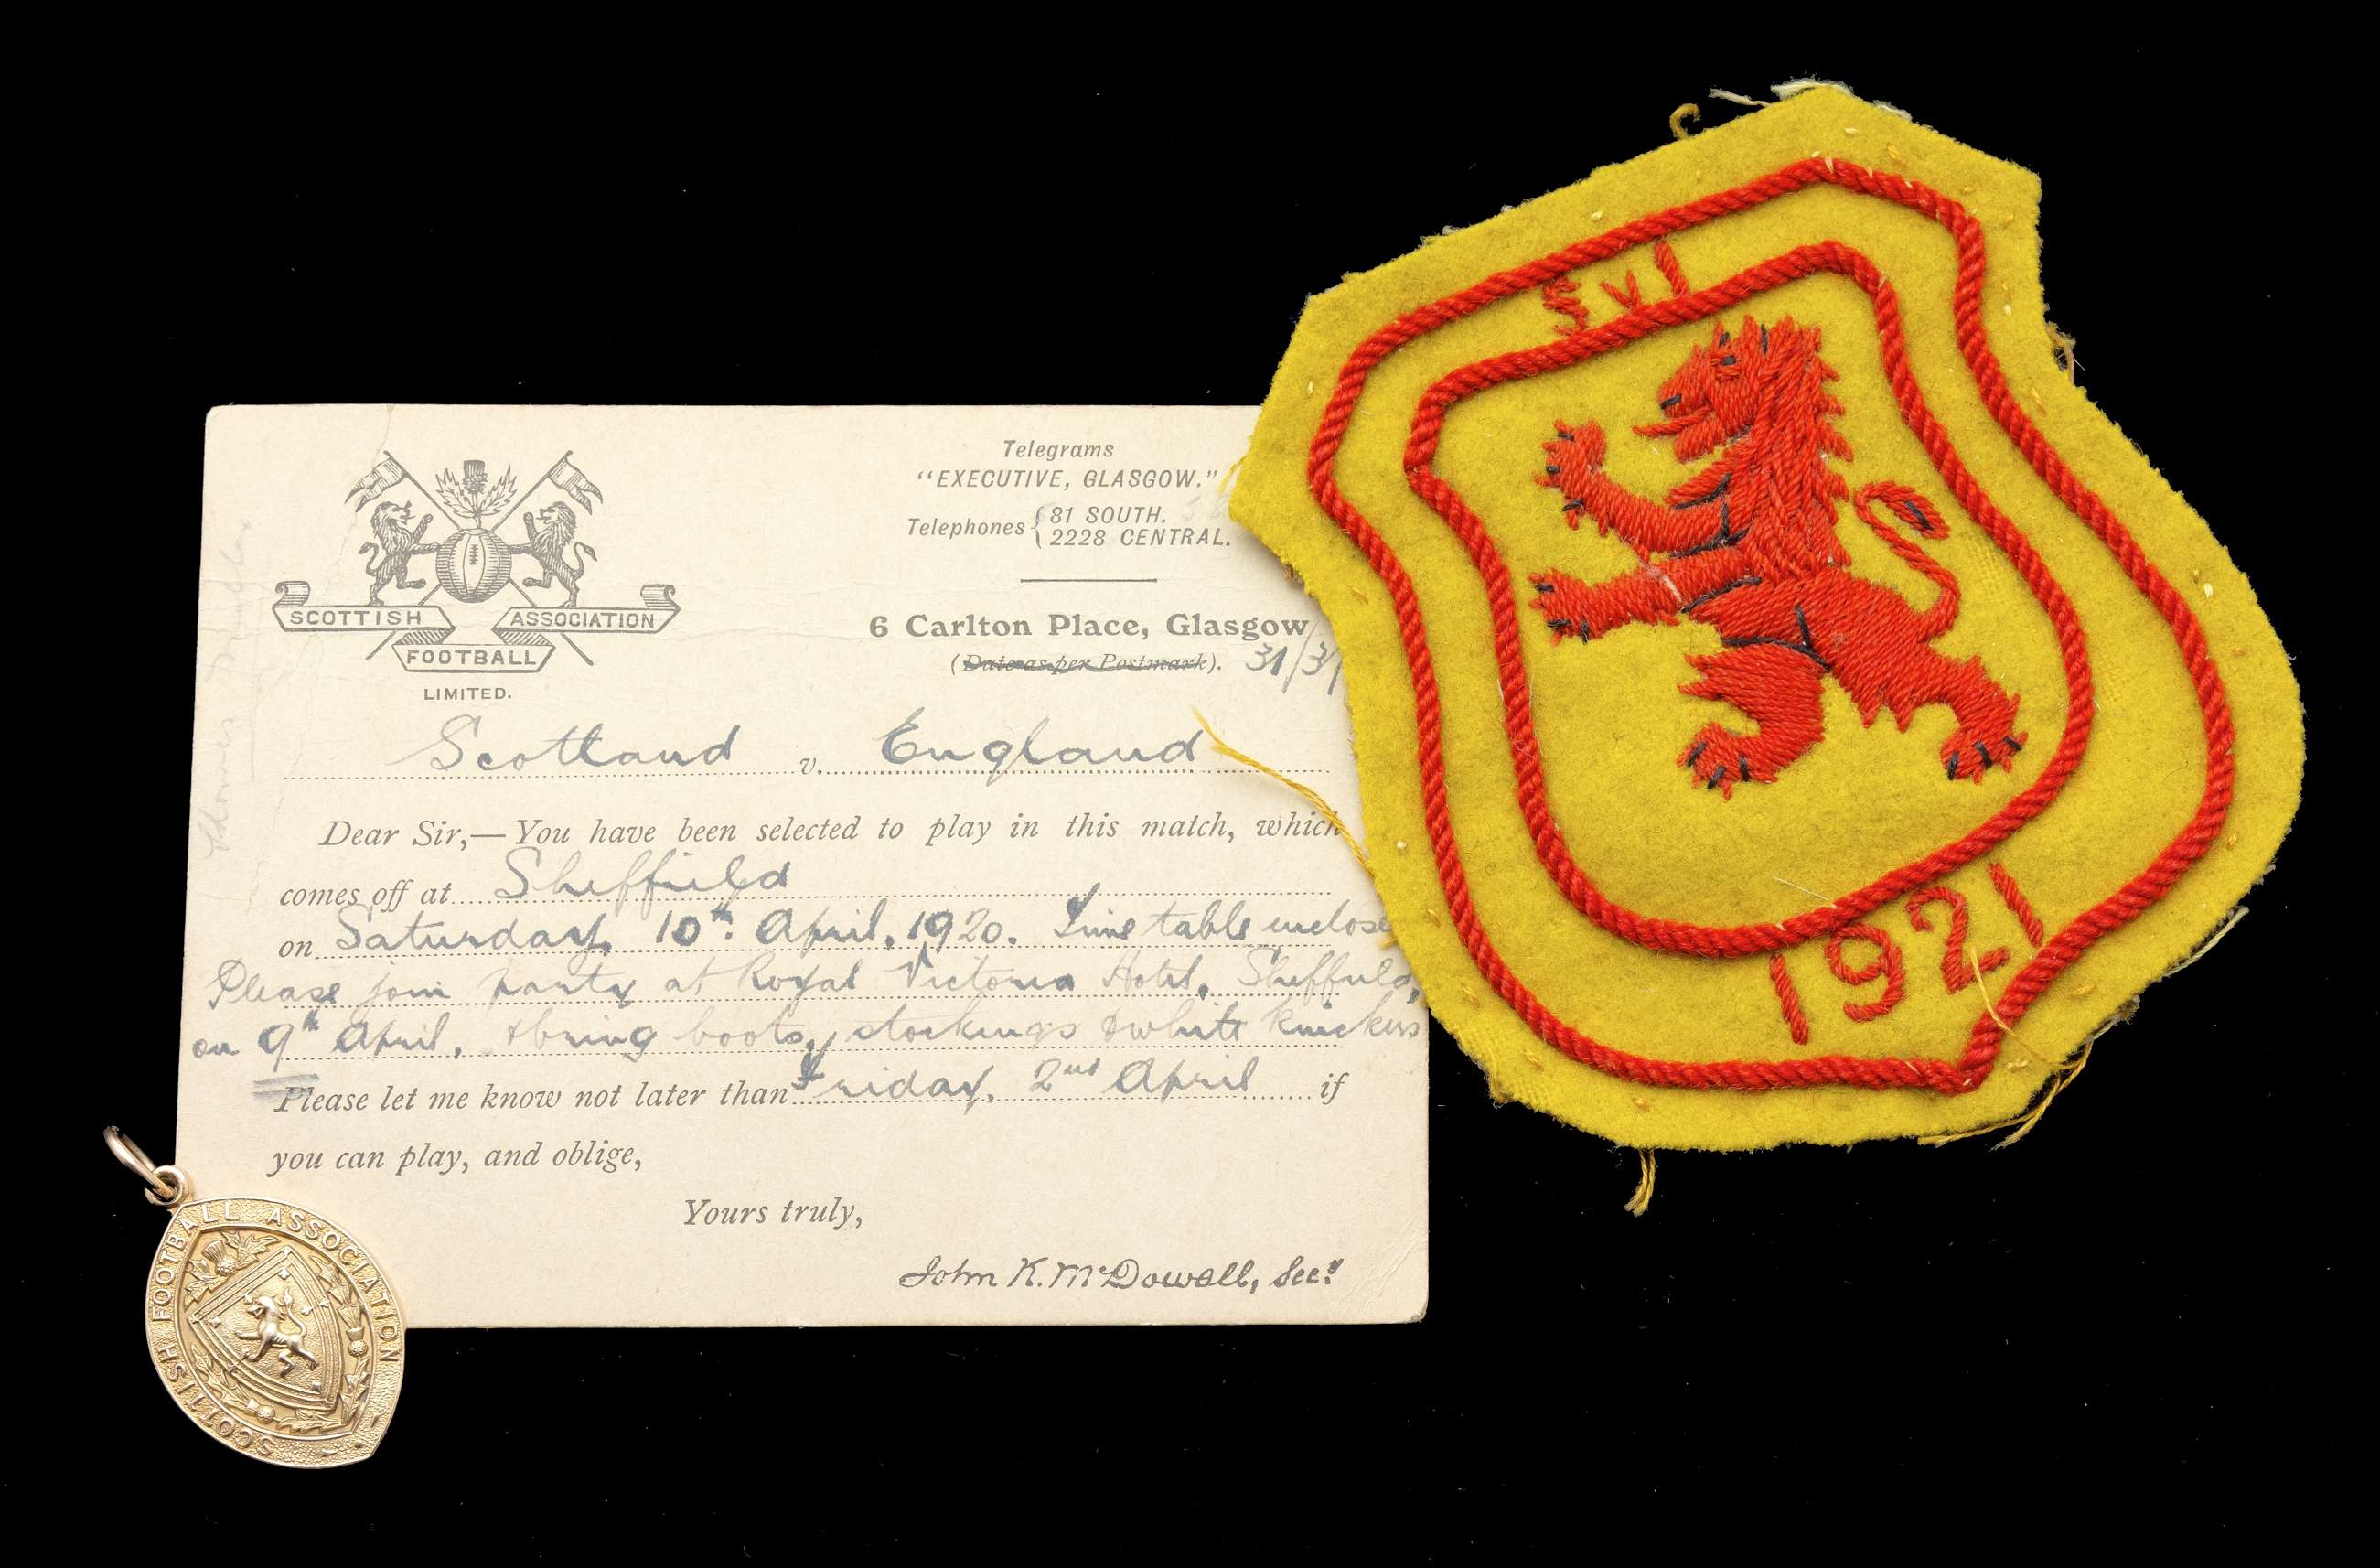 SCOTTISH ASSOCIATION
FOOTBALL
LIMITED.
Telegrams
"EXECUTIVE, GLASGOW."
Telephones { 81 SOUTH.
2228 CENTRAL.
6 Carlton Place, Glasgow
(Date as per Postmark). 31/3/
Scotland v. England
Dear Sir,—You have been selected to play in this match, which
comes off at Sheffield
on Saturday, 10th April, 1920. Time table enclose
Please join party at Royal Victoria Hotel, Sheffield,
on 9th April, & bring boots, stockings & white knickers
Please let me know not later than Friday, 2nd April if
you can play, and oblige,
Yours truly,
John K. McDowall, Secy.
SCOTTISH FOOTBALL ASSOCIATION
S v I
1921